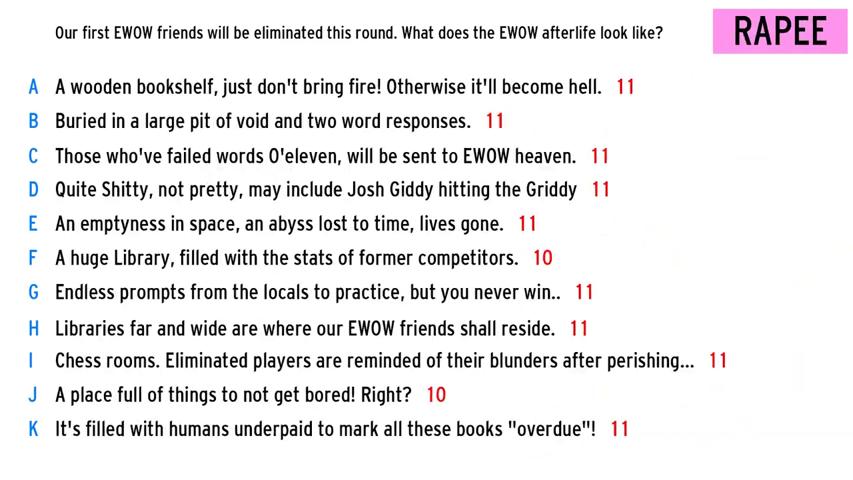 Our first EWOW friends will be eliminated this round. What does the EWOW afterlife look like?
RAPEE
A A wooden bookshelf, just don't bring fire! Otherwise it'll become hell. 11
B Buried in a large pit of void and two word responses. 11
C Those who've failed words O'eleven, will be sent to EWOW heaven. 11
D Quite Shitty, not pretty, may include Josh Giddy hitting the Griddy 11
E An emptyness in space, an abyss lost to time, lives gone. 11
F A huge Library, filled with the stats of former competitors. 10
G Endless prompts from the locals to practice, but you never win.. 11
H Libraries far and wide are where our EWOW friends shall reside. 11
I Chess rooms. Eliminated players are reminded of their blunders after perishing... 11
J A place full of things to not get bored! Right? 10
K It's filled with humans underpaid to mark all these books "overdue"! 11